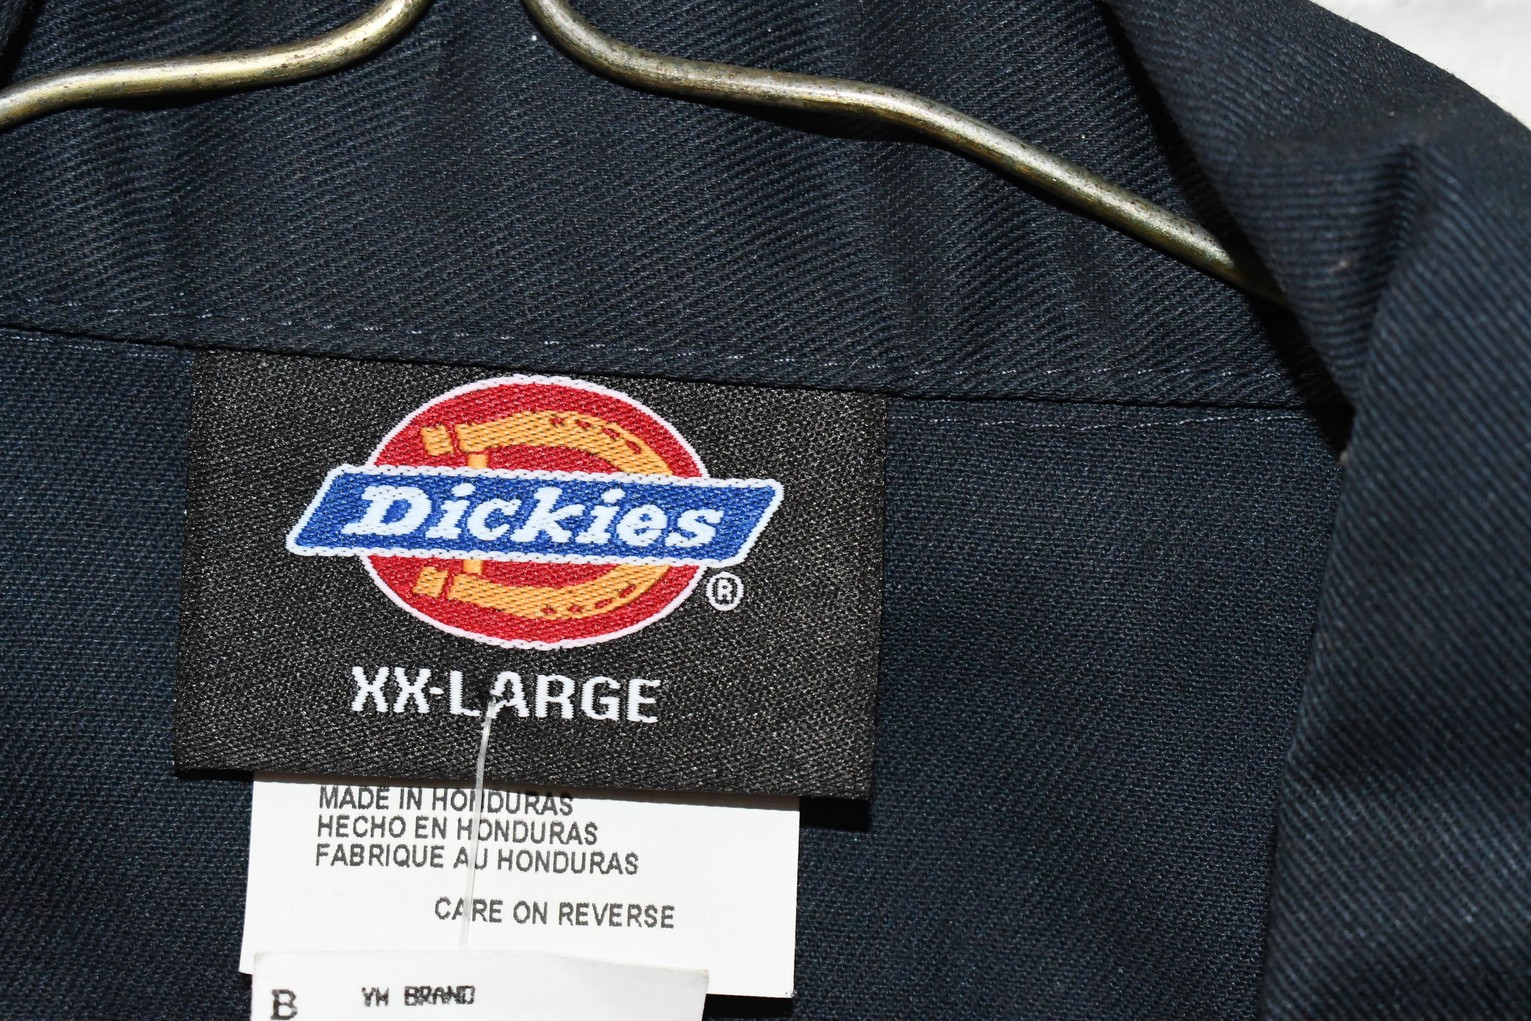 Dickies
®
XX-LARGE
MADE IN HONDURAS
HECHO EN HONDURAS
FABRIQUE AU HONDURAS
CARE ON REVERSE
B YM BRAND